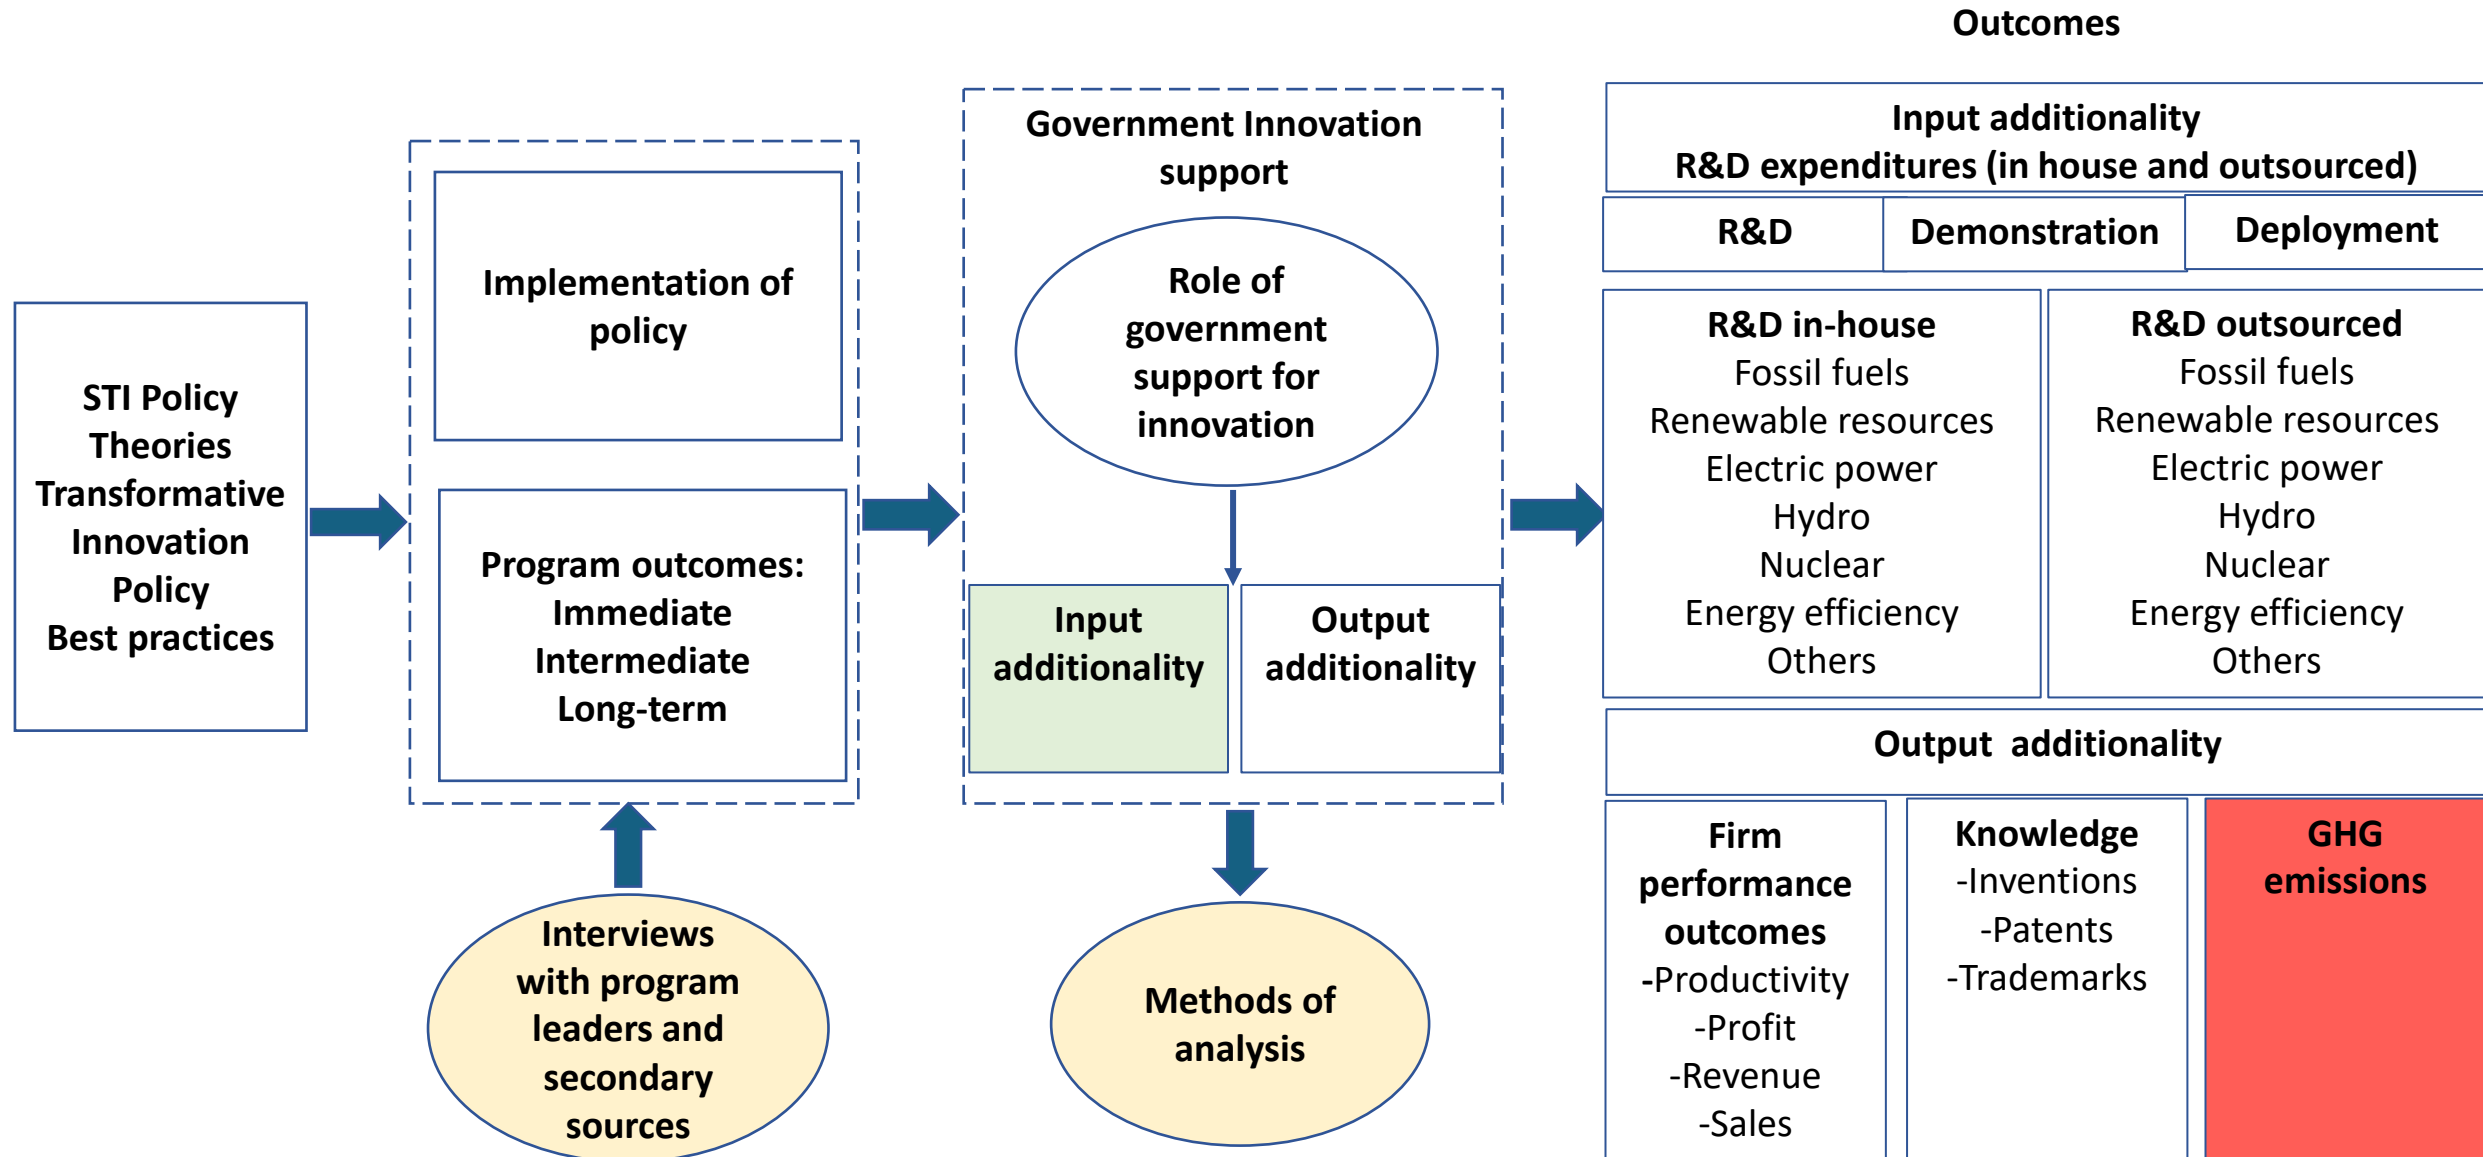 STI Policy
Theories
Transformative
Innovation
Policy
Best practices
Implementation of
policy
Program outcomes:
Immediate
Intermediate
Long-term
Interviews
with program
leaders and
secondary
sources
Government Innovation
support
Role of
government
support for
innovation
Input
additionality
Output
additionality
Methods of
analysis
Outcomes
Input additionality
R&D expenditures (in house and outsourced)
R&D
Demonstration
Deployment
R&D in-house
Fossil fuels
Renewable resources
Electric power
Hydro
Nuclear
Energy efficiency
Others
R&D outsourced
Fossil fuels
Renewable resources
Electric power
Hydro
Nuclear
Energy efficiency
Others
Output additionality
Firm
performance
outcomes
-Productivity
-Profit
-Revenue
-Sales
Knowledge
-Inventions
-Patents
-Trademarks
GHG
emissions